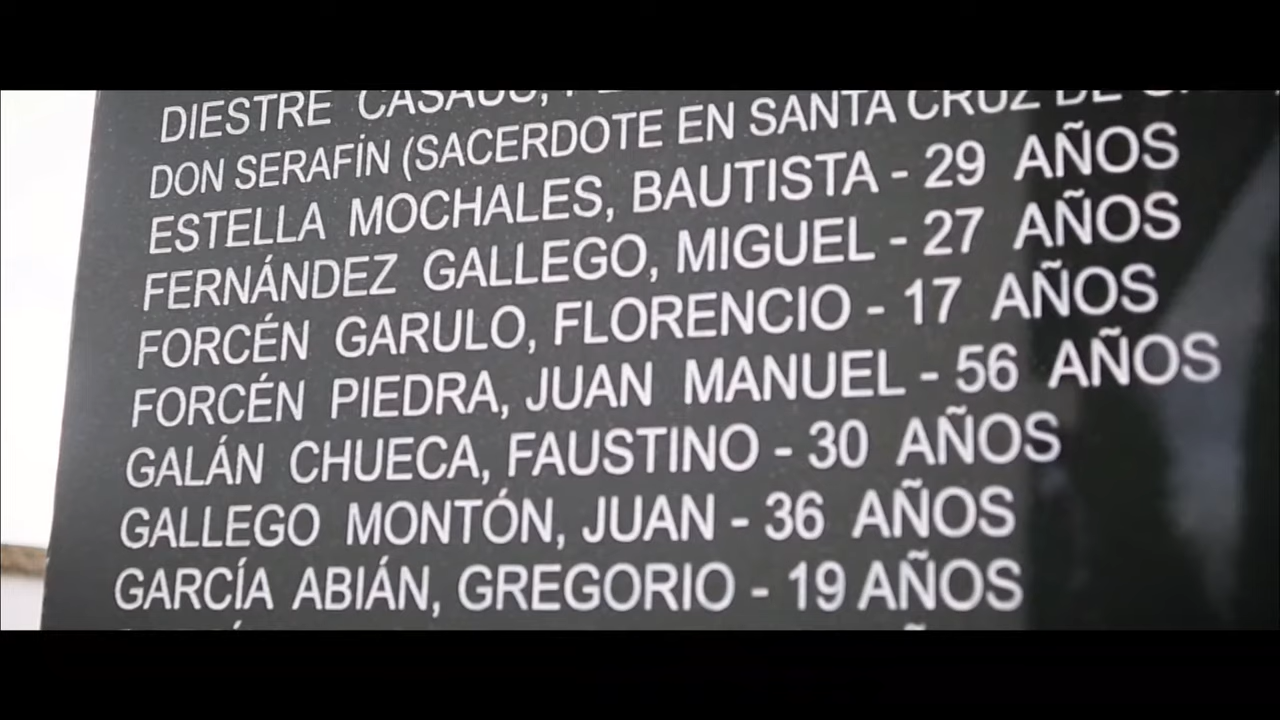 DIESTRE CASAUS,
DON SERAFÍN (SACERDOTE EN SANTA CRUZ DE
ESTELLA MOCHALES, BAUTISTA - 29 AÑOS
FERNÁNDEZ GALLEGO, MIGUEL - 27 AÑOS
FORCÉN GARULO, FLORENCIO - 17 AÑOS
FORCÉN PIEDRA, JUAN MANUEL - 56 AÑOS
GALÁN CHUECA, FAUSTINO - 30 AÑOS
GALLEGO MONTÓN, JUAN - 36 AÑOS
GARCÍA ABIÁN, GREGORIO - 19 AÑOS